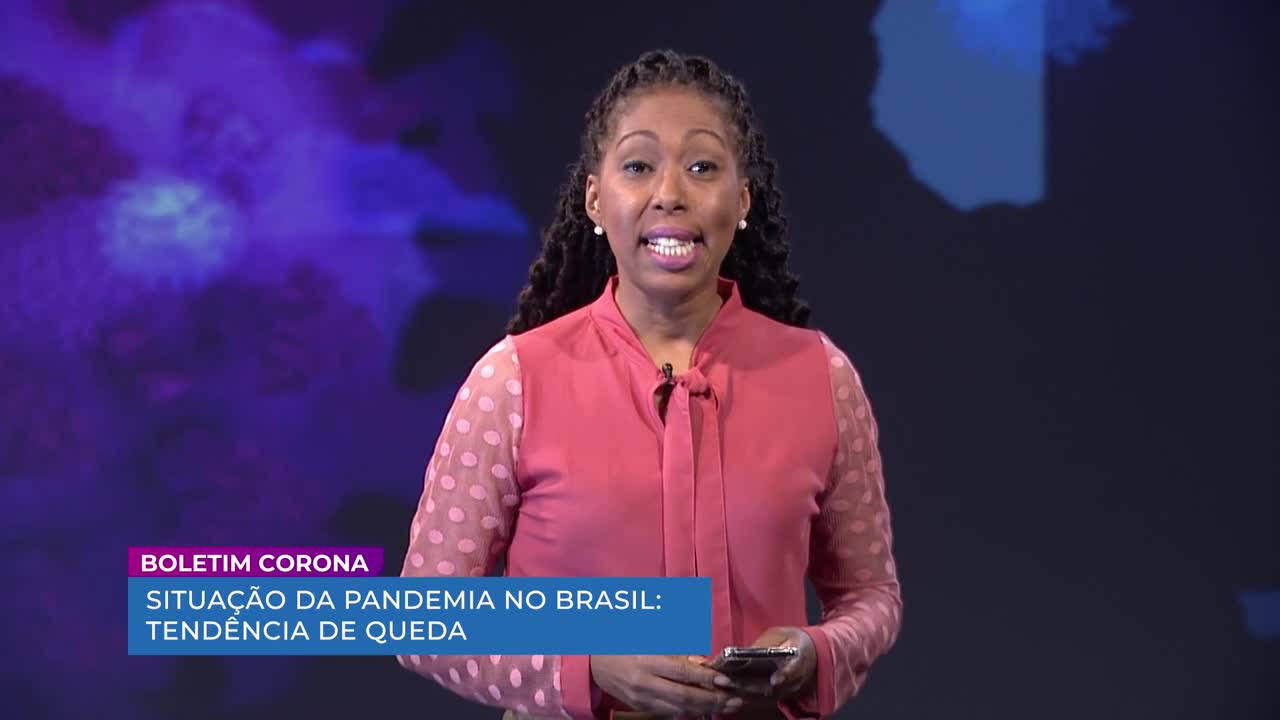 BOLETIM CORONA
SITUAÇÃO DA PANDEMIA NO BRASIL:
TENDÊNCIA DE QUEDA